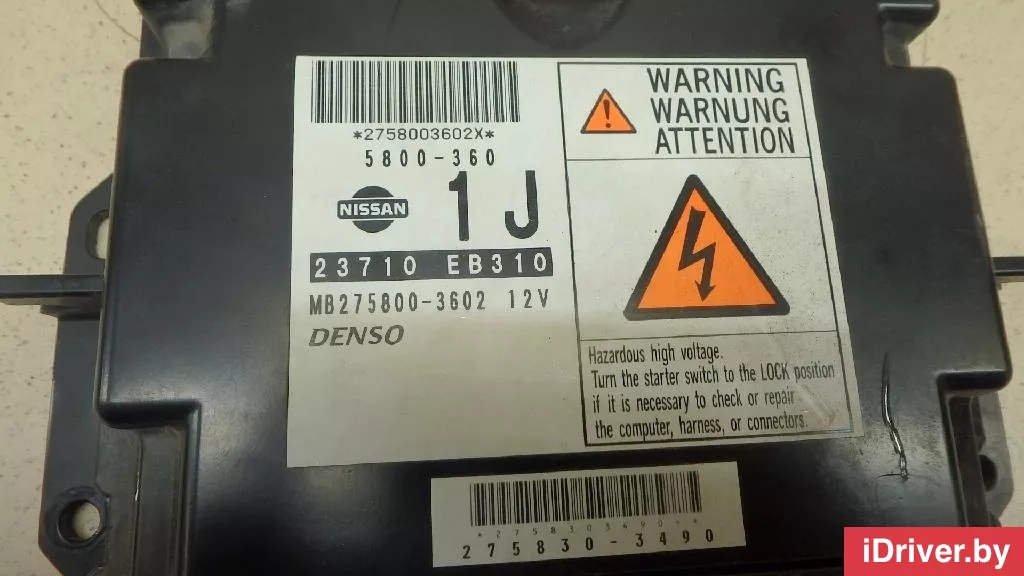 *2758003602X*
5800-360
NISSAN
1J
23710 EB310
MB275800-3602 12V
DENSO
WARNING
WARNUNG
ATTENTION
Hazardous high voltage.
Turn the starter switch to the LOCK position
if it is necessary to check or repair
the computer, harness, or connectors.
*2758303490*
275830-3490
iDriver.by